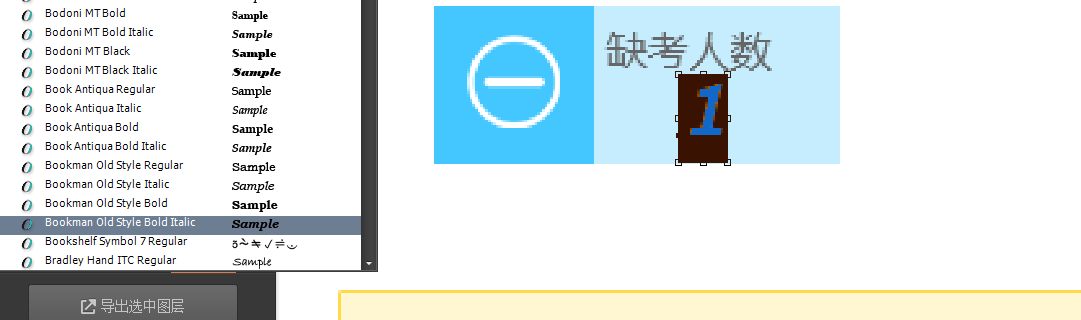 Bodoni MT Bold Sample
Bodoni MT Bold Italic Sample
Bodoni MT Black Sample
Bodoni MT Black Italic Sample
Book Antiqua Regular Sample
Book Antiqua Italic Sample
Book Antiqua Bold Sample
Book Antiqua Bold Italic Sample
Bookman Old Style Regular Sample
Bookman Old Style Italic Sample
Bookman Old Style Bold Sample
Bookman Old Style Bold Italic Sample
Bookshelf Symbol 7 Regular
Bradley Hand ITC Regular Sample
导出选中图层
缺考人数
1